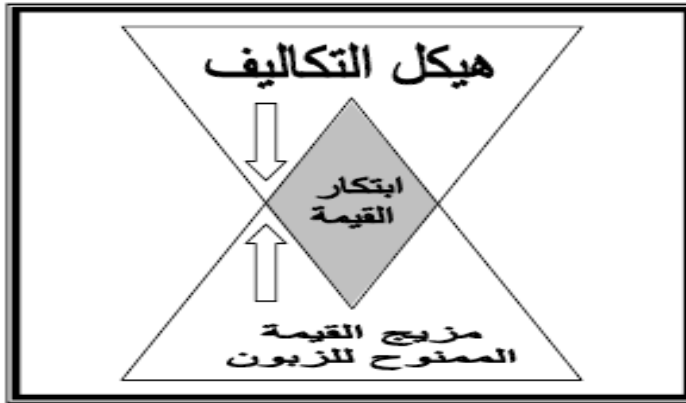 هيكل التكاليف
ابتكار
القيمة
مزيج القيمة
الممنوح للزبون